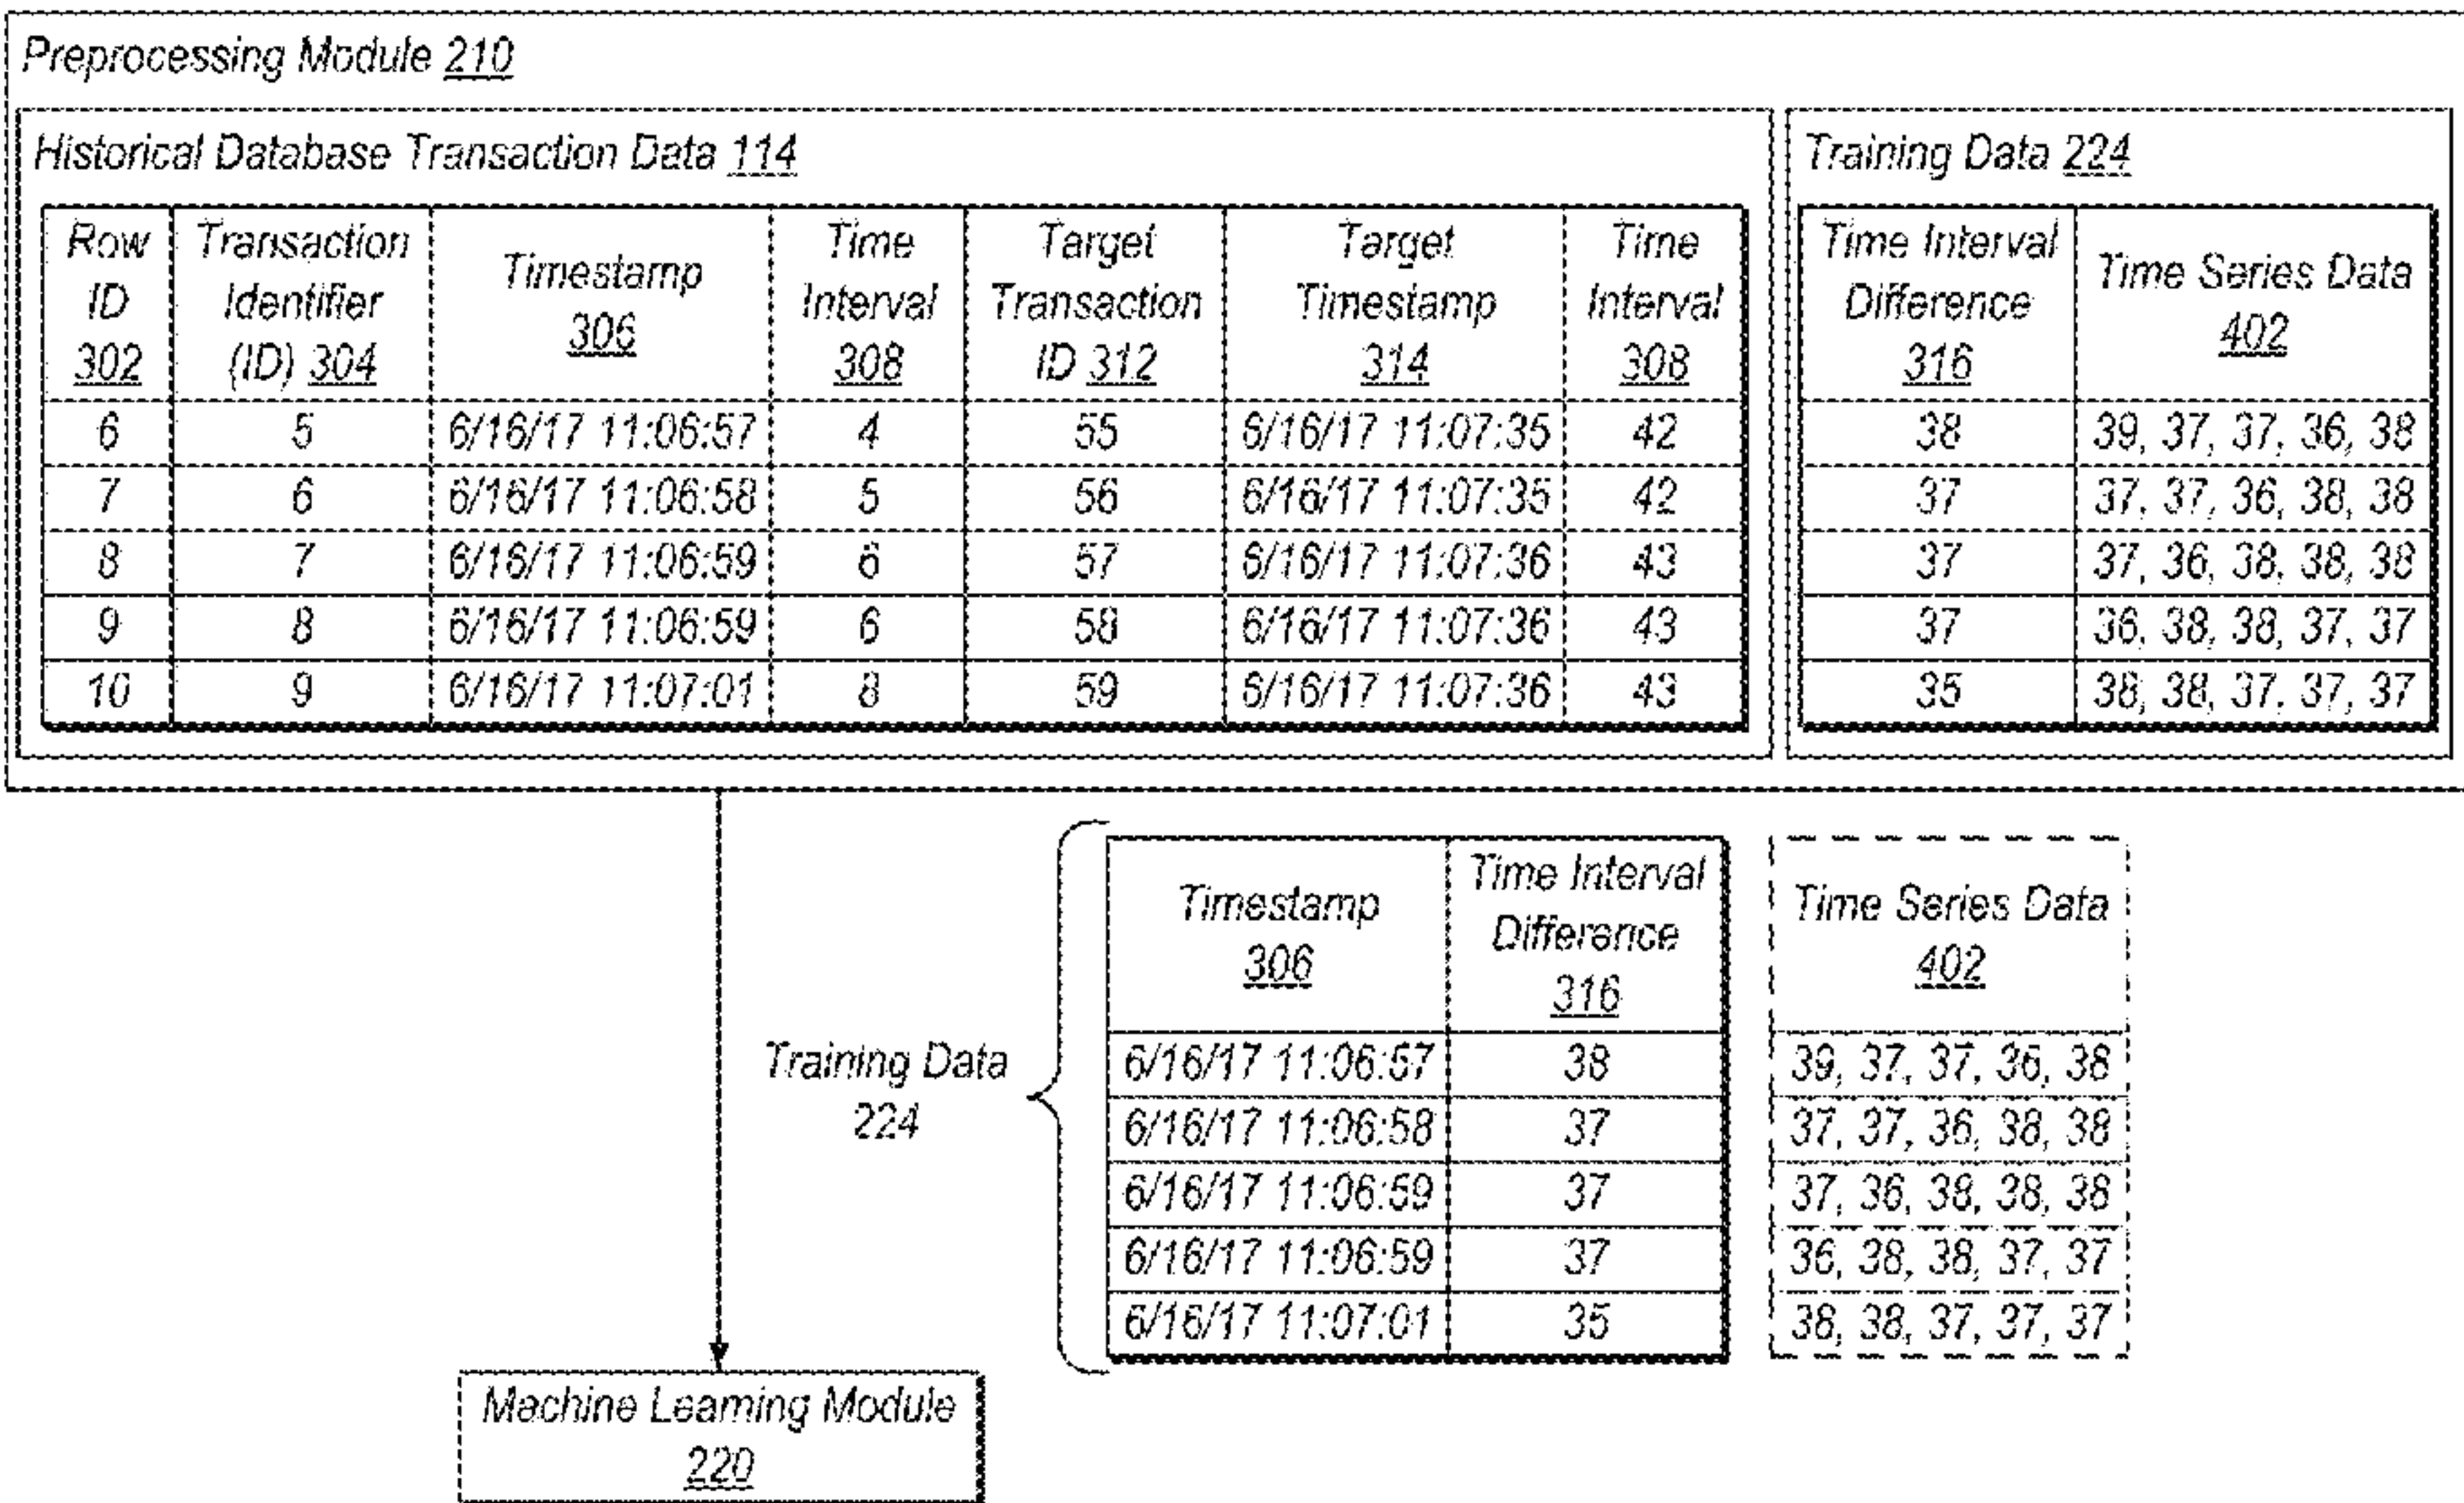 Preprocessing Module 210
Historical Database Transaction Data 114
Row ID 302 | Transaction Identifier (ID) 304 | Timestamp 306 | Time Interval 308 | Target Transaction ID 312 | Target Timestamp 314 | Time Interval 308
6 5 6/16/17 11:06:57 4 55 6/16/17 11:07:35 42
7 6 6/16/17 11:06:58 5 56 6/16/17 11:07:35 42
8 7 6/16/17 11:06:59 6 57 6/16/17 11:07:36 43
9 8 6/16/17 11:06:59 6 58 6/16/17 11:07:36 43
10 9 6/16/17 11:07:01 8 59 6/16/17 11:07:36 43
Training Data 224
Time Interval Difference 316 | Time Series Data 402
38 39, 37, 37, 36, 38
37 37, 37, 36, 38, 38
37 37, 36, 38, 38, 38
37 36, 38, 38, 37, 37
35 38, 38, 37, 37, 37
Training Data
224
Timestamp 306 | Time Interval Difference 316 | Time Series Data 402
6/16/17 11:06:57 38 39, 37, 37, 36, 38
6/16/17 11:06:58 37 37, 37, 36, 38, 38
6/16/17 11:06:59 37 37, 36, 38, 38, 38
6/16/17 11:06:59 37 36, 38, 38, 37, 37
6/16/17 11:07:01 35 38, 38, 37, 37, 37
Machine Learning Module
220